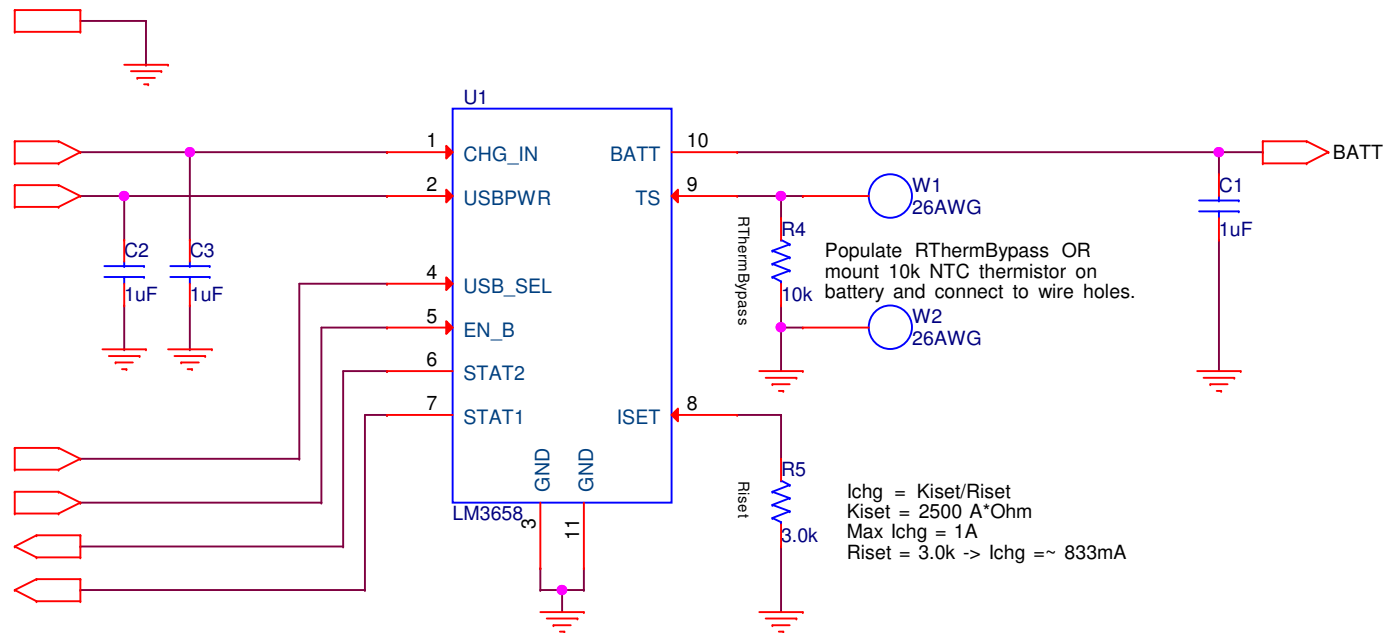 U1
1
CHG_IN
BATT
10
BATT
2
USBPWR
TS
9
W1
26AWG
C1
1uF
RThermBypass
R4
10k
Populate RThermBypass OR
mount 10k NTC thermistor on
battery and connect to wire holes.
C2
1uF
C3
1uF
4
USB_SEL
5
EN_B
W2
26AWG
6
STAT2
7
STAT1
ISET
8
GND
GND
LM3658
3
11
Riset
R5
3.0k
Ichg = Kiset/Riset
Kiset = 2500 A*Ohm
Max Ichg = 1A
Riset = 3.0k -> Ichg =~ 833mA